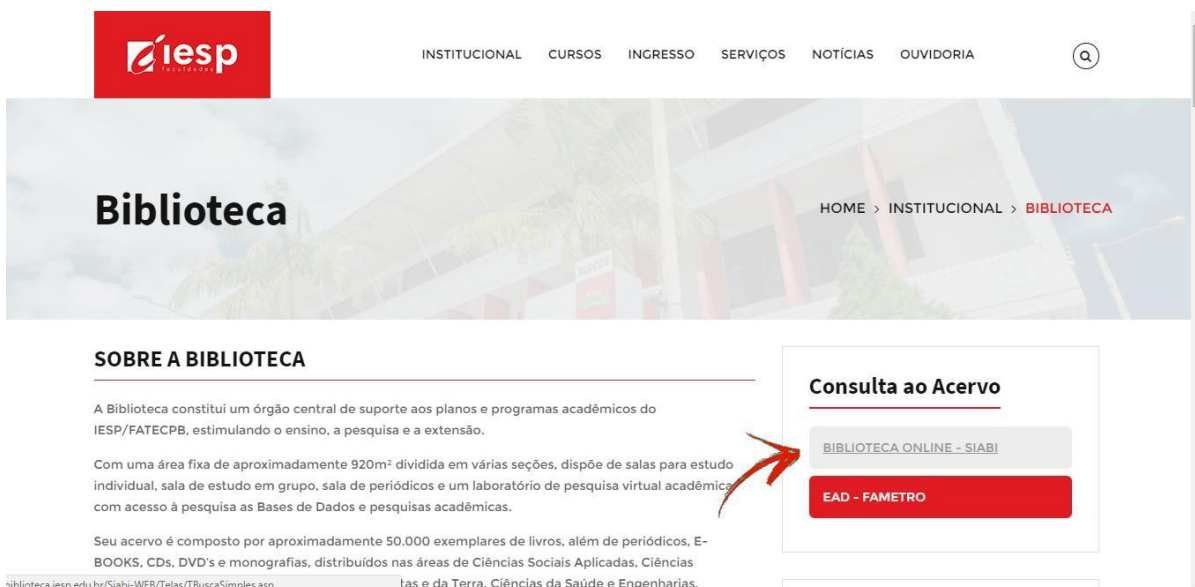 iesp
faculdades
INSTITUCIONAL CURSOS INGRESSO SERVIÇOS NOTÍCIAS OUVIDORIA
Biblioteca
HOME > INSTITUCIONAL > BIBLIOTECA
BLOCO
SOBRE A BIBLIOTECA
A Biblioteca constitui um órgão central de suporte aos planos e programas acadêmicos do
IESP/FATECPB, estimulando o ensino, a pesquisa e a extensão.
Com uma área fixa de aproximadamente 920m² dividida em várias seções, dispõe de salas para estudo
individual, sala de estudo em grupo, sala de periódicos e um laboratório de pesquisa virtual acadêmica
com acesso à pesquisa as Bases de Dados e pesquisas acadêmicas.
Seu acervo é composto por aproximadamente 50.000 exemplares de livros, além de periódicos, E-
BOOKS, CDs, DVD's e monografias, distribuídos nas áreas de Ciências Sociais Aplicadas, Ciências
tas e da Terra, Ciências da Saúde e Engenharias.
biblioteca.iesp.edu.br/Siabi-WEB/Telas/TBuscaSimples.asp
Consulta ao Acervo
BIBLIOTECA ONLINE - SIABI
EAD - FAMETRO